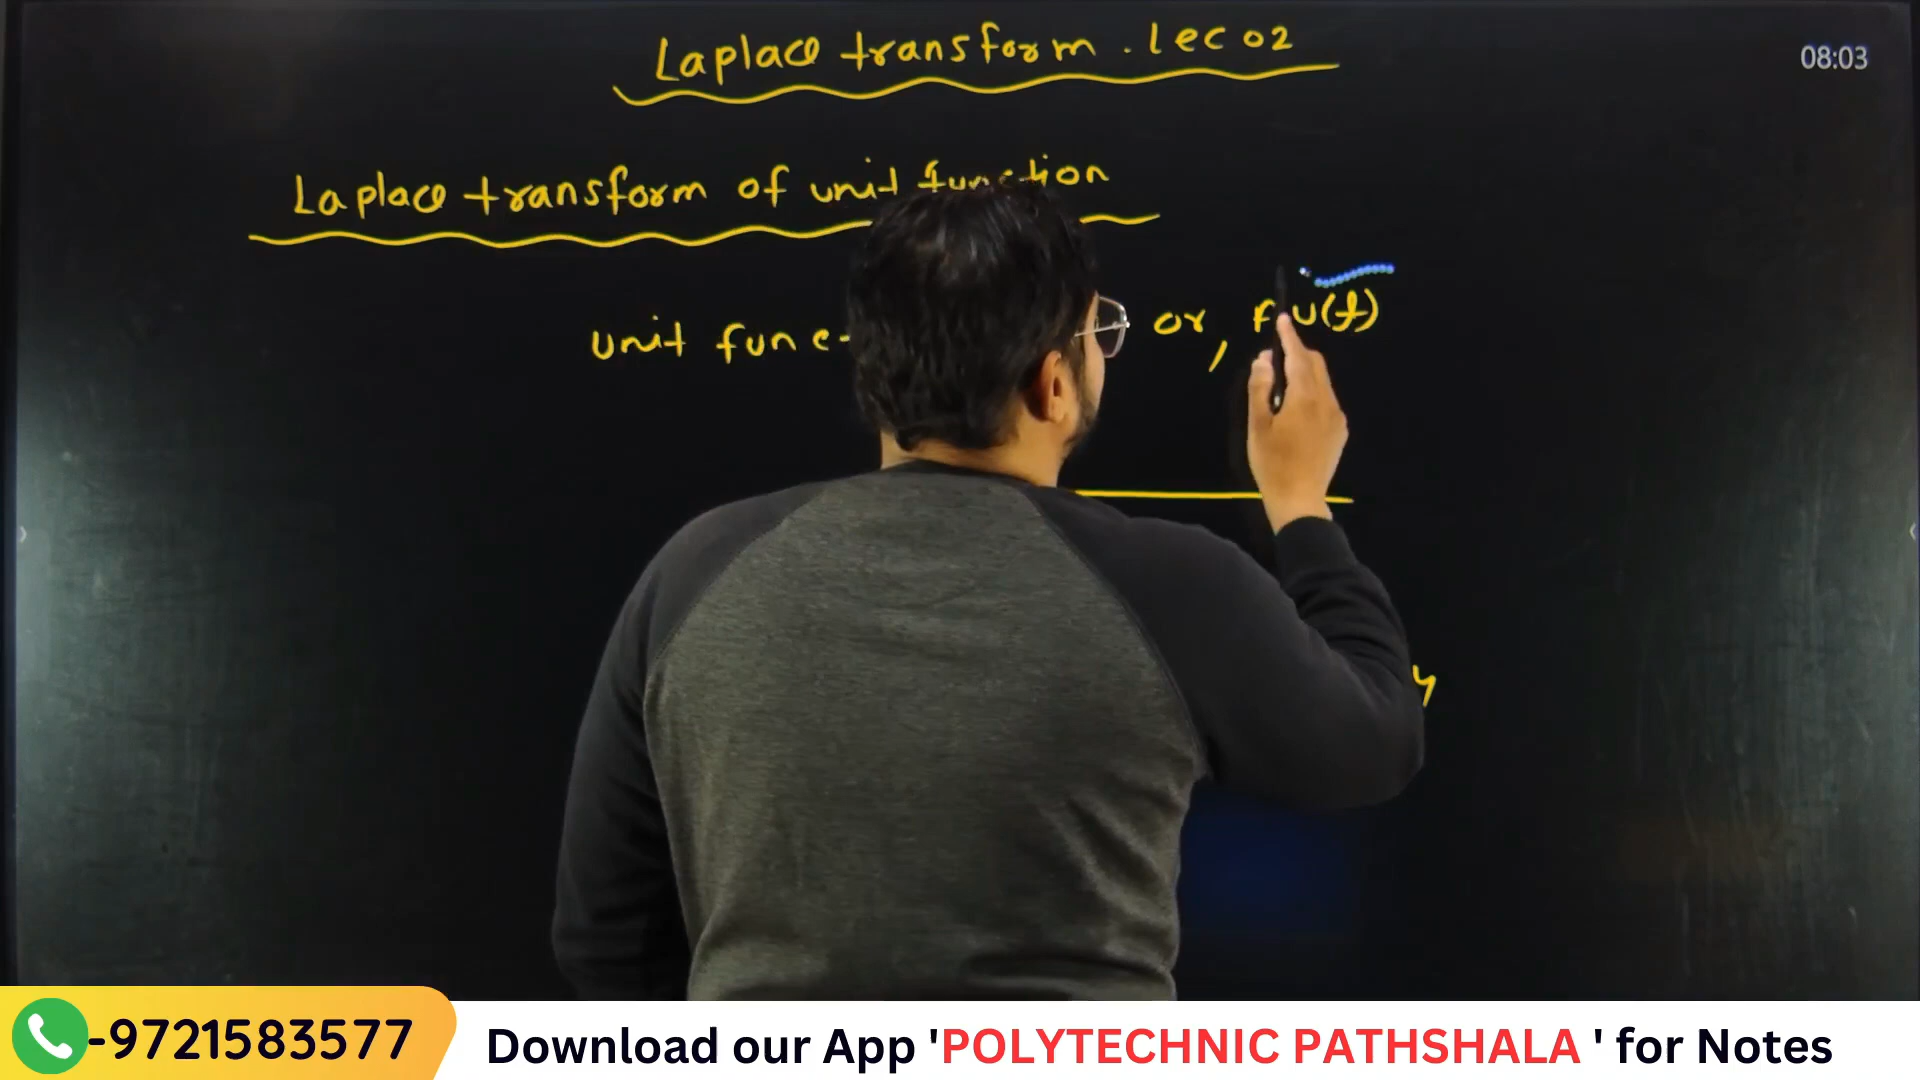 Laplace transform . Lec 02
08:03
Laplace transform of unit function
unit func
or, u(t)
y
-9721583577
Download our App 'POLYTECHNIC PATHSHALA ' for Notes